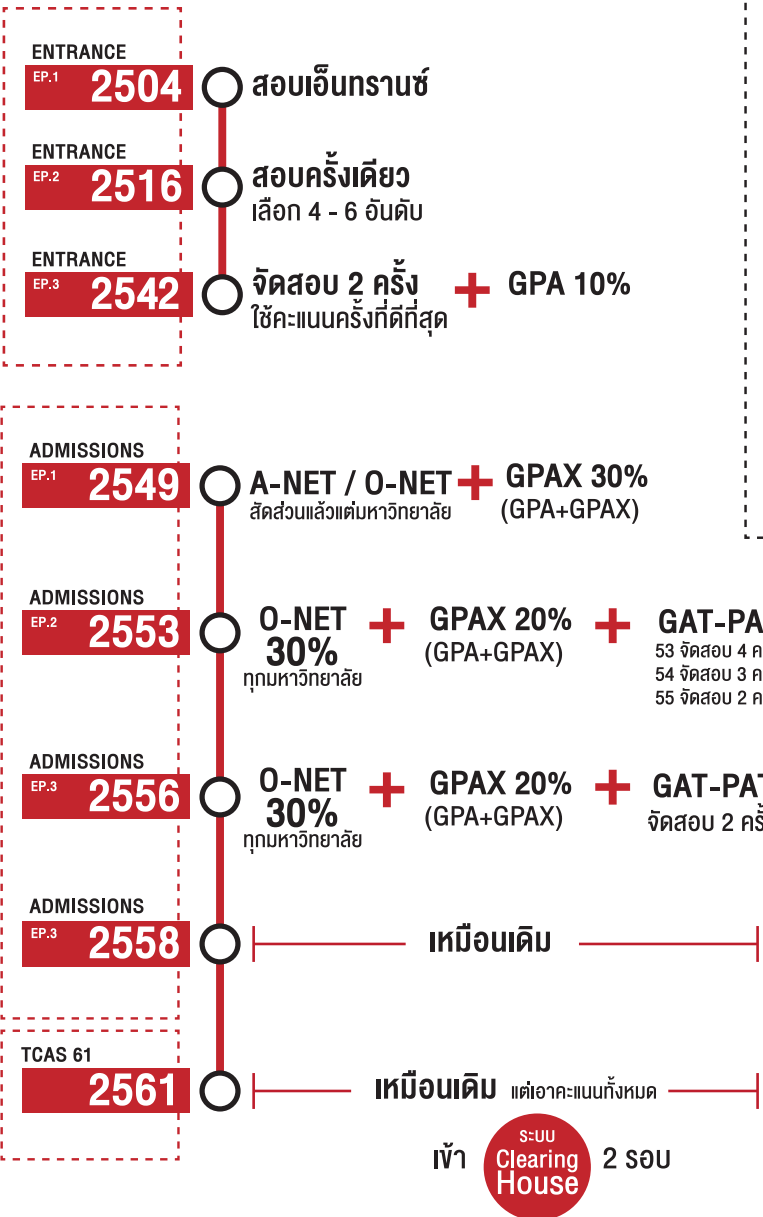 ENTRANCE
EP.1 2504 สอบเอ็นทรานซ์
ENTRANCE
EP.2 2516 สอบครั้งเดียว
เลือก 4 - 6 อันดับ
ENTRANCE
EP.3 2542 จัดสอบ 2 ครั้ง + GPA 10%
ใช้คะแนนครั้งที่ดีที่สุด
ADMISSIONS
EP.1 2549 A-NET / O-NET + GPAX 30%
สัดส่วนแล้วแต่มหาวิทยาลัย (GPA+GPAX)
ADMISSIONS
EP.2 2553 O-NET + GPAX 20% + GAT-PA
30% (GPA+GPAX) 53 จัดสอบ 4 ค
ทุกมหาวิทยาลัย 54 จัดสอบ 3 ค
55 จัดสอบ 2 ค
ADMISSIONS
EP.3 2556 O-NET + GPAX 20% + GAT-PAT
30% (GPA+GPAX) จัดสอบ 2 ครั้
ทุกมหาวิทยาลัย
ADMISSIONS
EP.3 2558 เหมือนเดิม
TCAS 61
2561 เหมือนเดิม แต่เอาคะแนนทั้งหมด
เข้า ระบบ Clearing House 2 รอบ